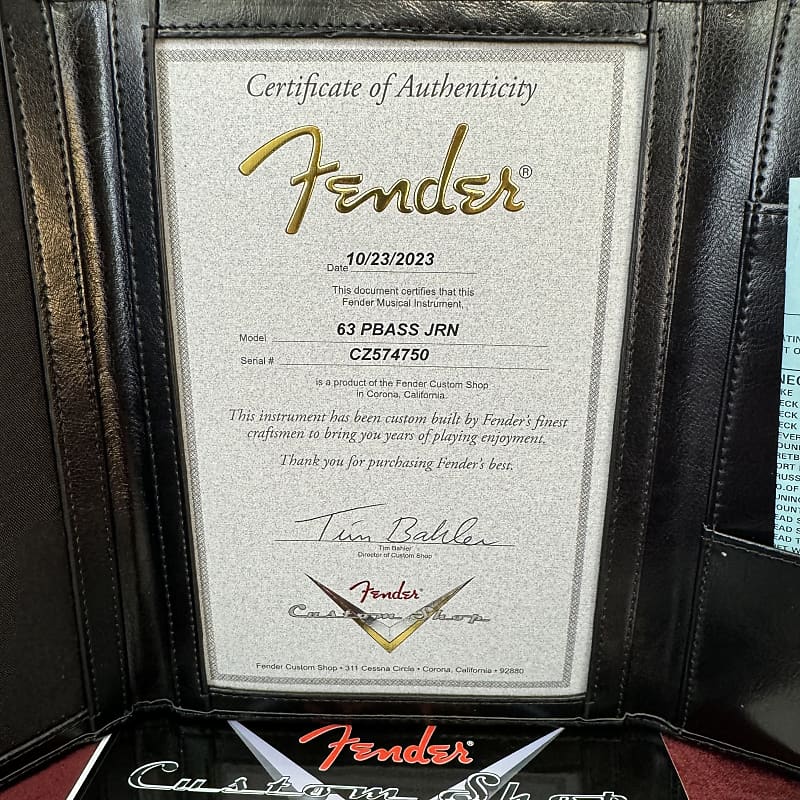 Certificate of Authenticity
Fender®
Date 10/23/2023
This document certifies that this
Fender Musical Instrument,
Model 63 PBASS JRN
Serial # CZ574750
is a product of the Fender Custom Shop
in Corona, California.
This instrument has been custom built by Fender's finest
craftsmen to bring you years of playing enjoyment.
Thank you for purchasing Fender's best.
Tim Bahler
Tim Bahler
Director of Custom Shop
Fender®
Custom Shop
Fender Custom Shop • 311 Cessna Circle • Corona, California • 92880
Fender®
Custom Shop